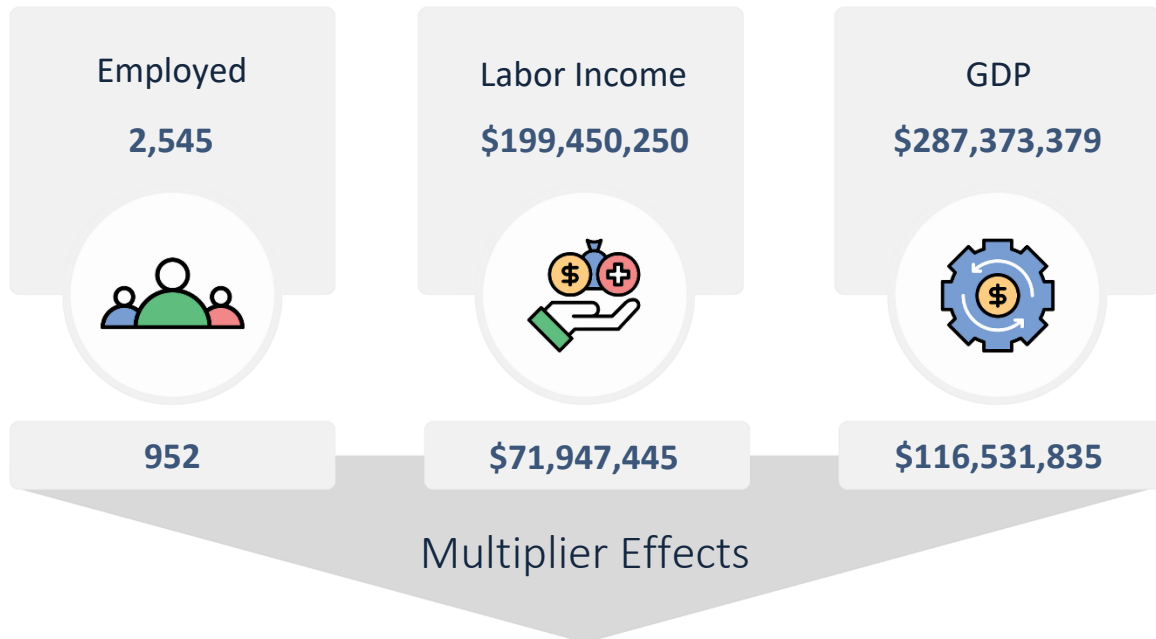 Employed
2,545
Labor Income
$199,450,250
GDP
$287,373,379
$
$
952
$71,947,445
$116,531,835
Multiplier Effects